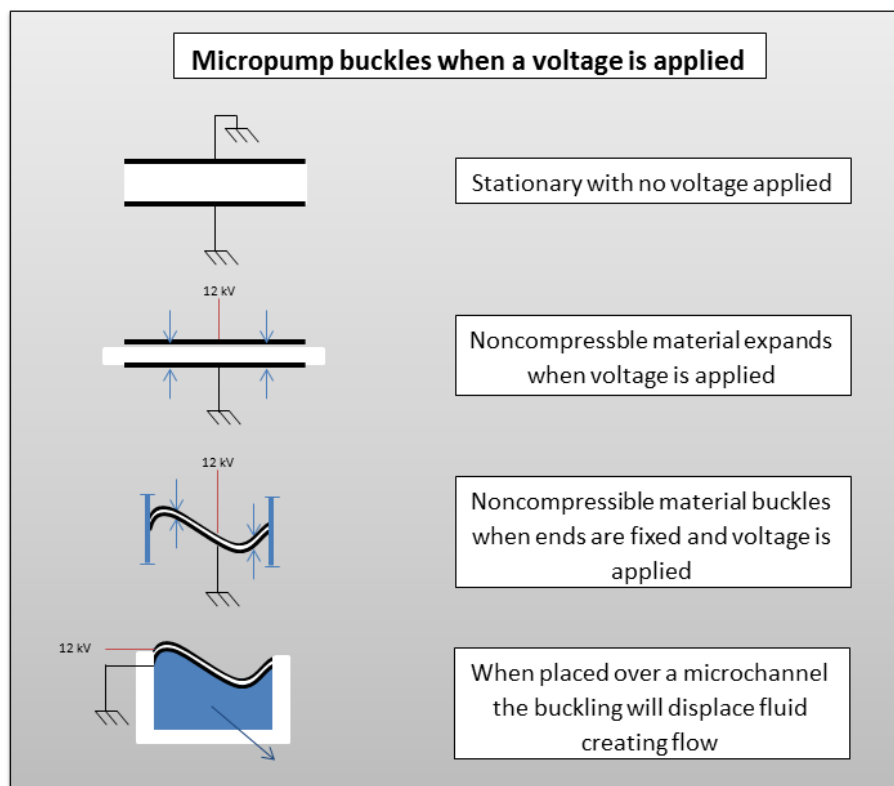 Micropump buckles when a voltage is applied
Stationary with no voltage applied
12 kV
Noncompressble material expands
when voltage is applied
12 kV
Noncompressible material buckles
when ends are fixed and voltage is
applied
12 kV
When placed over a microchannel
the buckling will displace fluid
creating flow